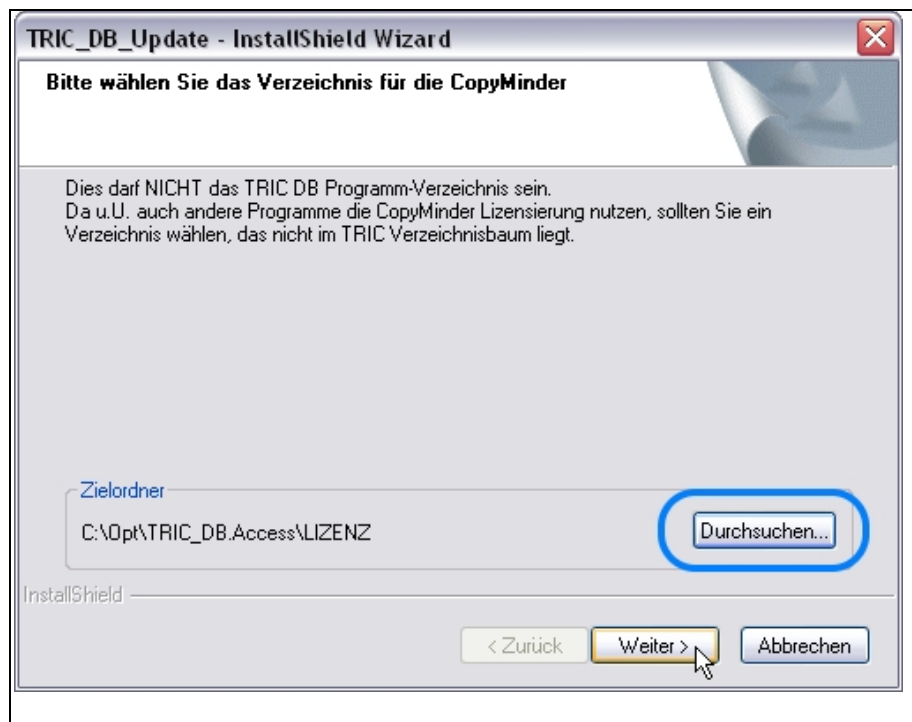 TRIC_DB_Update - InstallShield Wizard
Bitte wählen Sie das Verzeichnis für die CopyMinder
Dies darf NICHT das TRIC DB Programm-Verzeichnis sein.
Da u.U. auch andere Programme die CopyMinder Lizensierung nutzen, sollten Sie ein
Verzeichnis wählen, das nicht im TRIC Verzeichnisbaum liegt.
Zielordner
C:\Opt\TRIC_DB.Access\LIZENZ
Durchsuchen...
InstallShield
< Zurück
Weiter >
Abbrechen